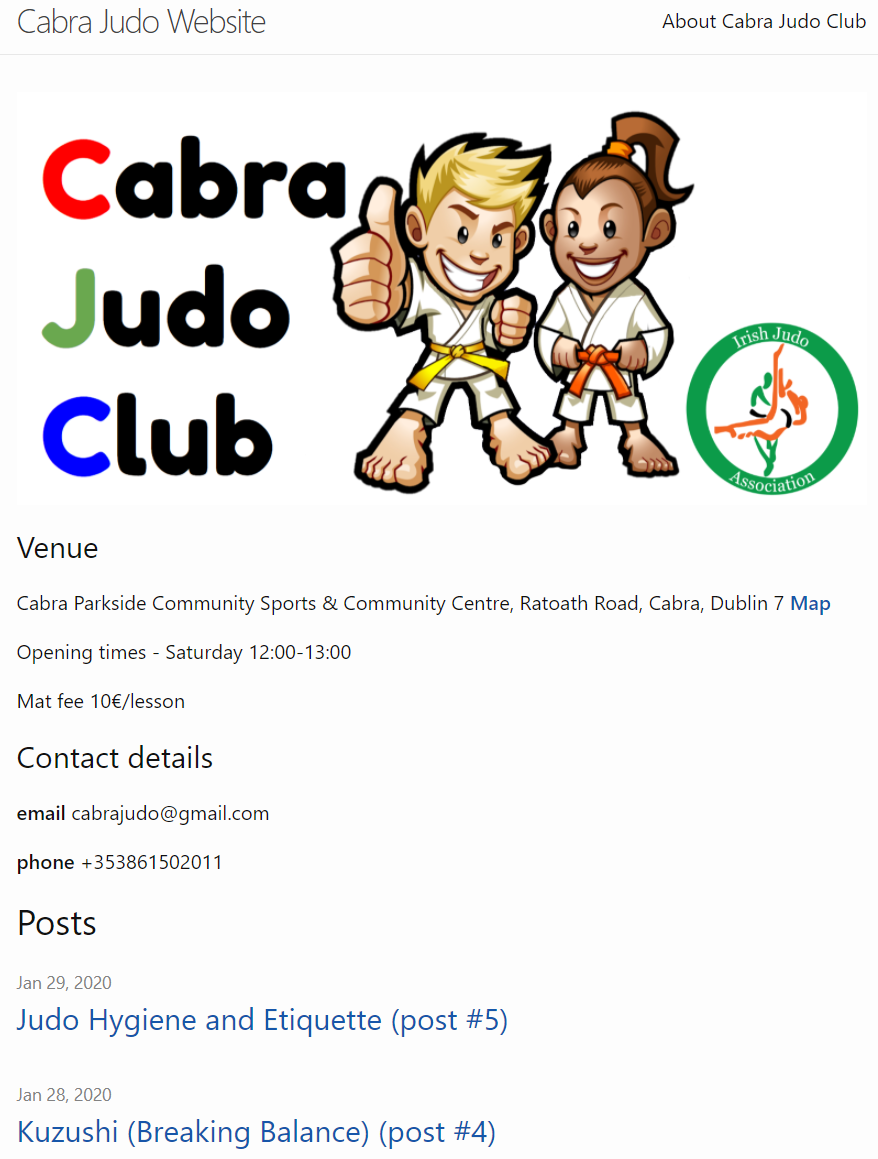 Cabra Judo Website
About Cabra Judo Club
Cabra
Judo
Club
Irish Judo
Association
Venue
Cabra Parkside Community Sports & Community Centre, Ratoath Road, Cabra, Dublin 7 Map
Opening times - Saturday 12:00-13:00
Mat fee 10€/lesson
Contact details
email cabrajudo@gmail.com
phone +353861502011
Posts
Jan 29, 2020
Judo Hygiene and Etiquette (post #5)
Jan 28, 2020
Kuzushi (Breaking Balance) (post #4)